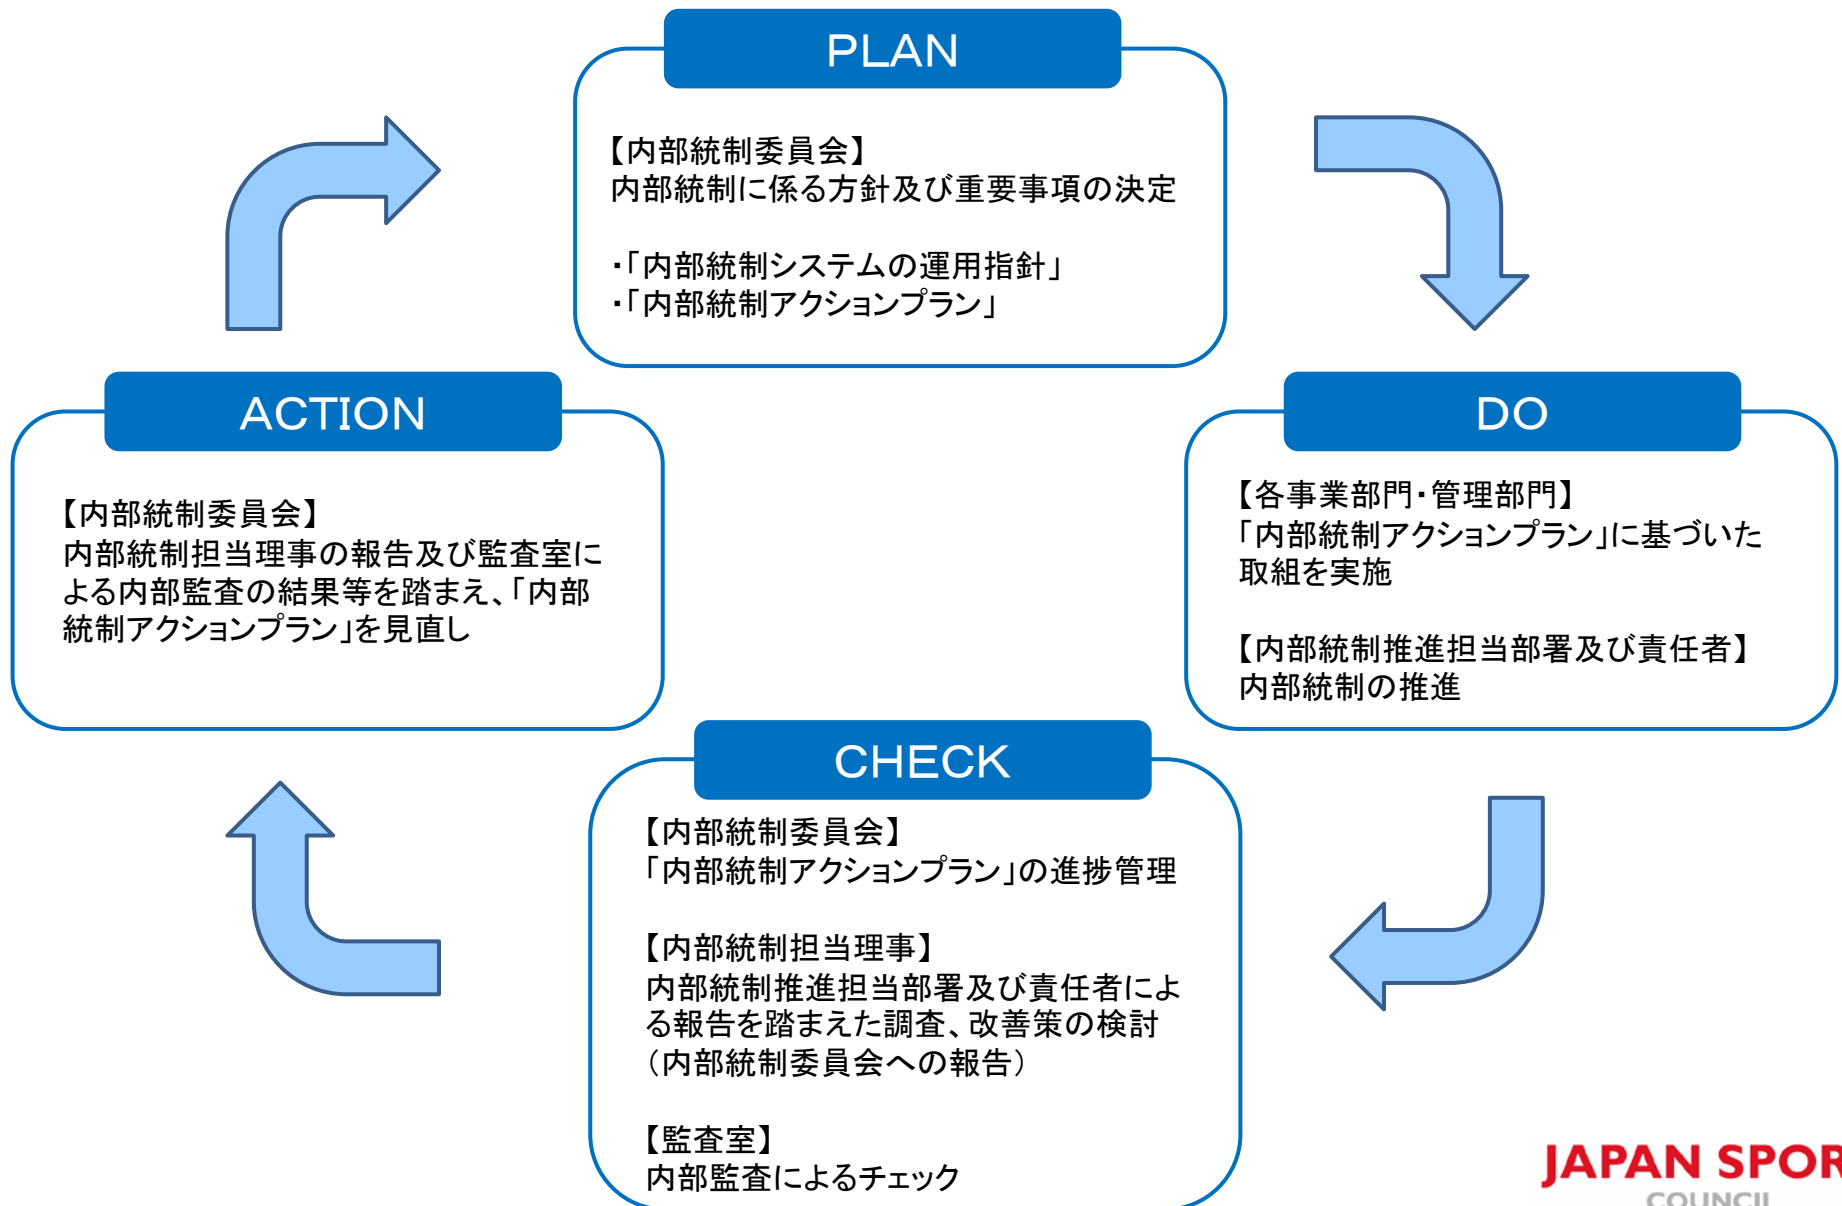 PLAN
【内部統制委員会】
内部統制に係る方針及び重要事項の決定
・「内部統制システムの運用指針」
・「内部統制アクションプラン」
ACTION
【内部統制委員会】
内部統制担当理事の報告及び監査室に
よる内部監査の結果等を踏まえ、「内部
統制アクションプラン」を見直し
DO
【各事業部門・管理部門】
「内部統制アクションプラン」に基づいた
取組を実施
【内部統制推進担当部署及び責任者】
内部統制の推進
CHECK
【内部統制委員会】
「内部統制アクションプラン」の進捗管理
【内部統制担当理事】
内部統制推進担当部署及び責任者によ
る報告を踏まえた調査、改善策の検討
（内部統制委員会への報告）
【監査室】
内部監査によるチェック
JAPAN SPOR
COUNCIL